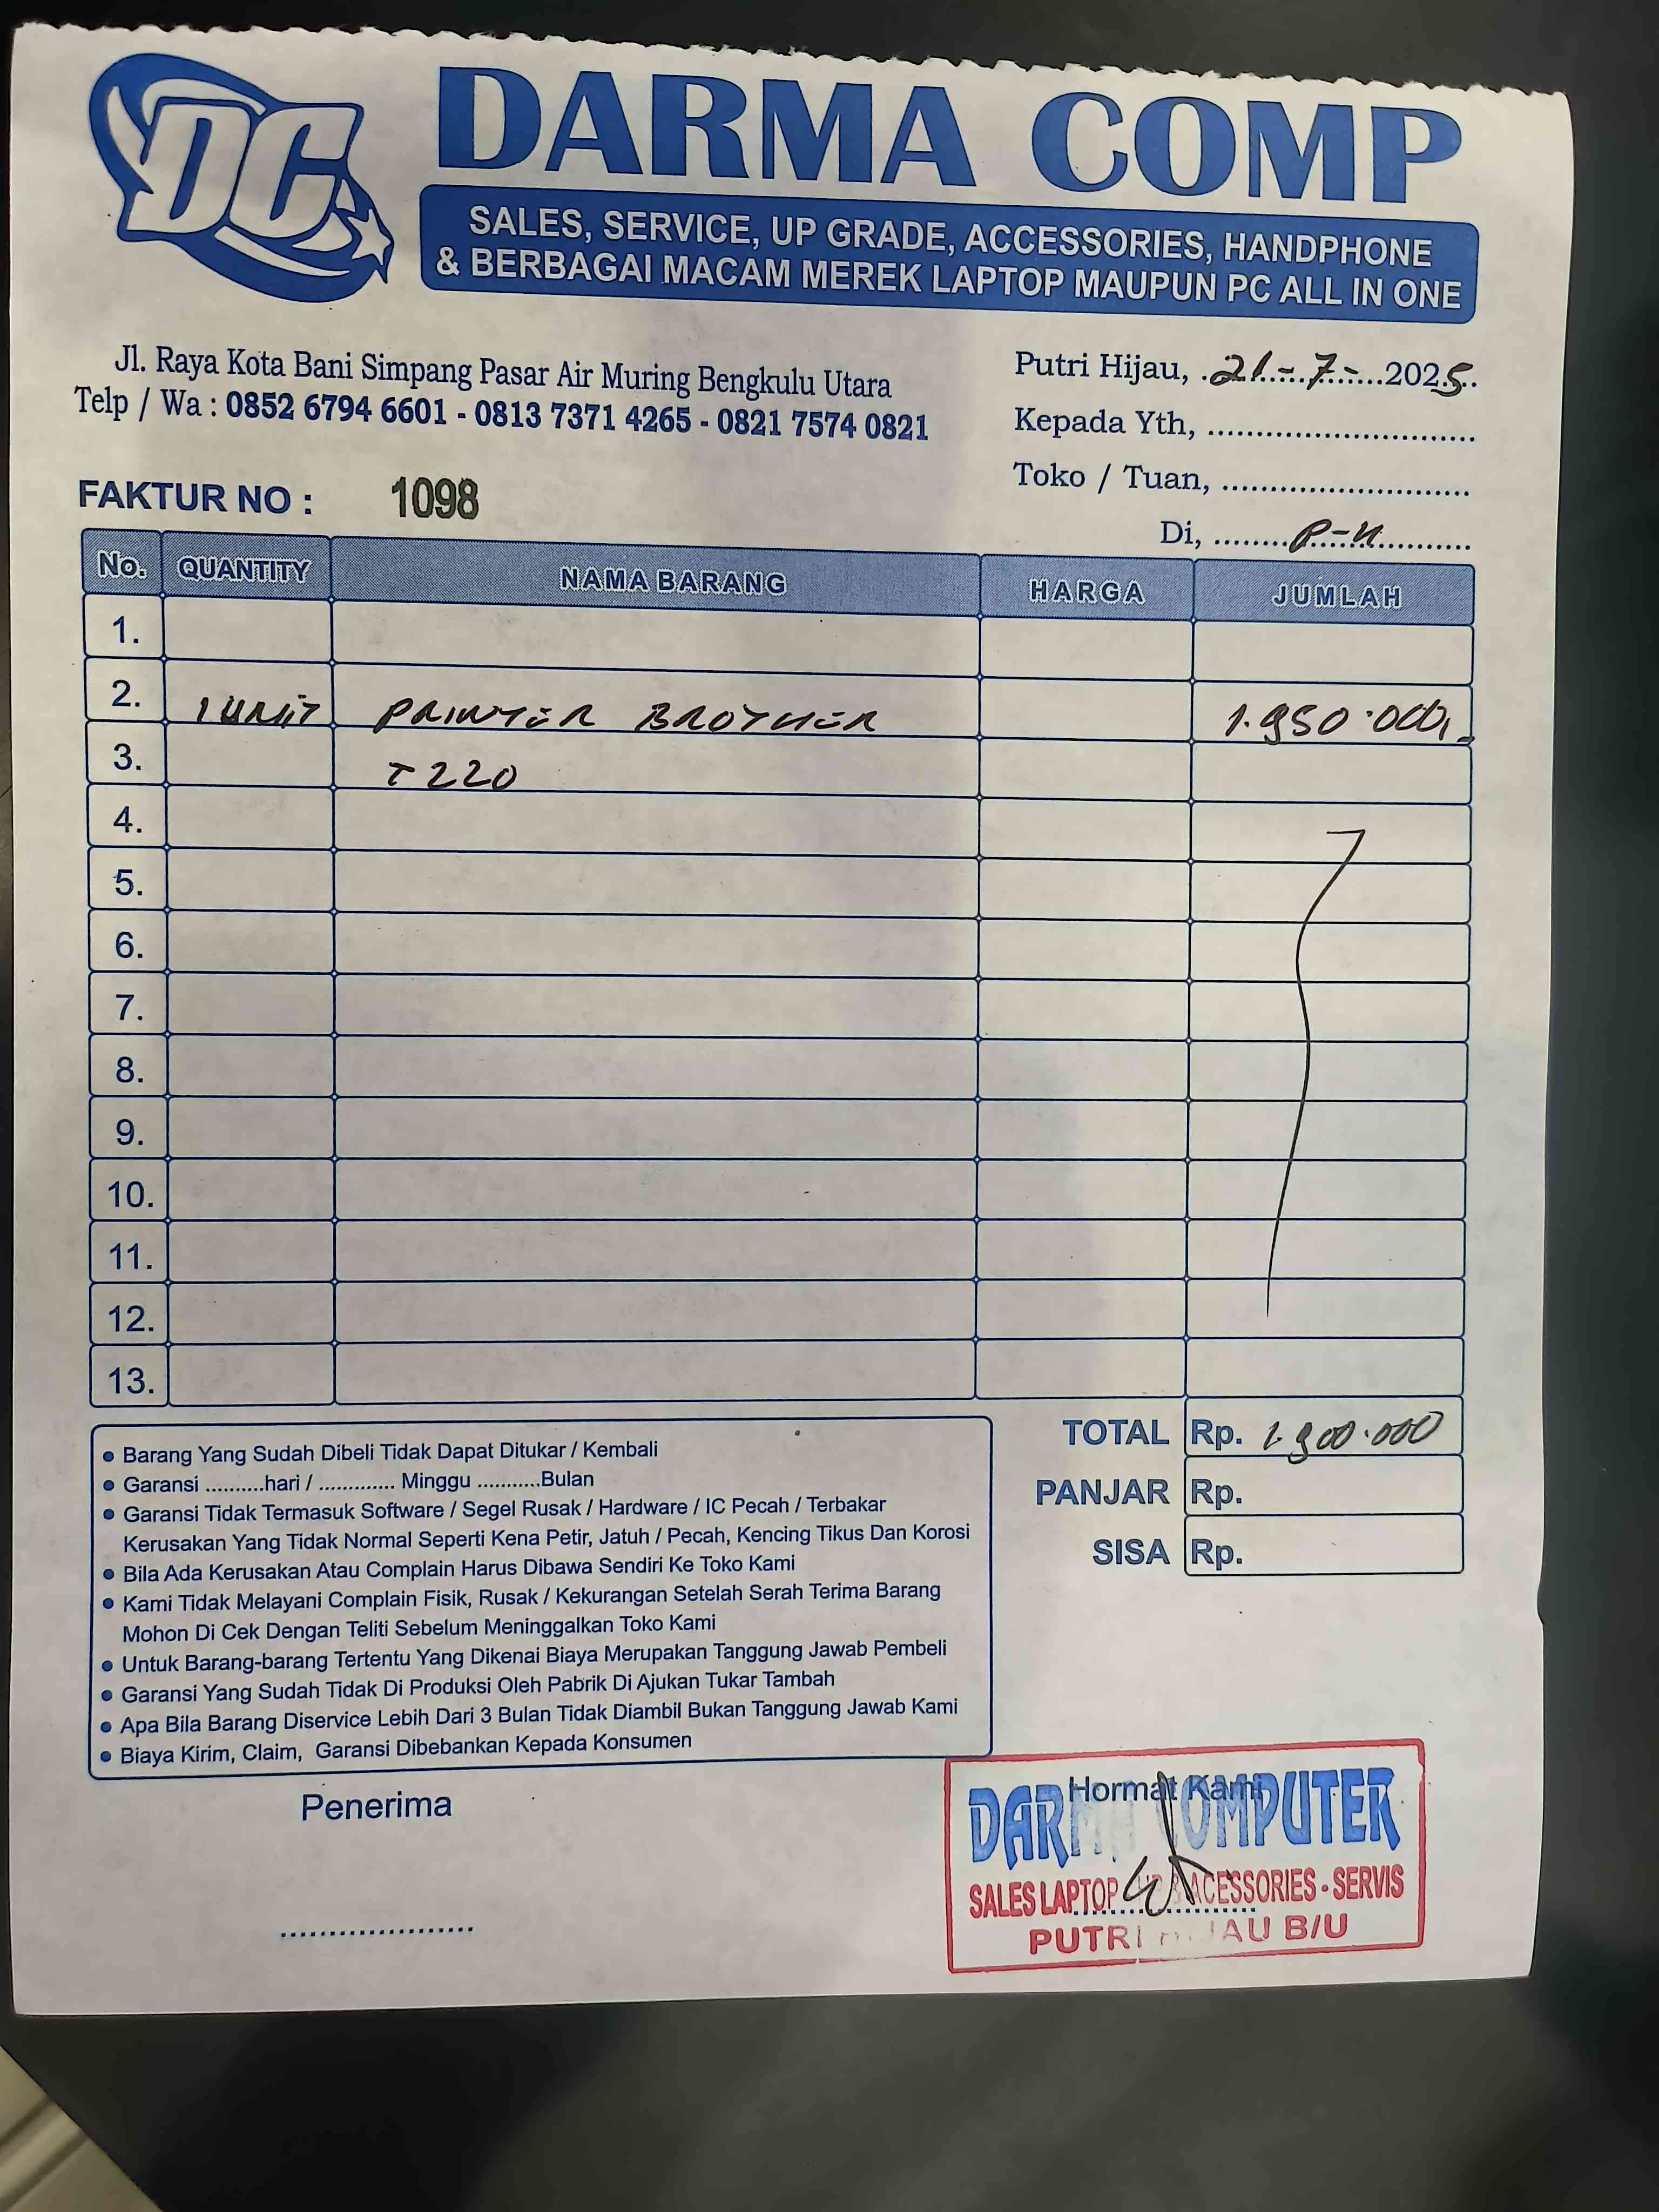 DC
DARMA COMP
SALES, SERVICE, UP GRADE, ACCESSORIES, HANDPHONE
& BERBAGAI MACAM MEREK LAPTOP MAUPUN PC ALL IN ONE
Jl. Raya Kota Bani Simpang Pasar Air Muring Bengkulu Utara
Telp / Wa : 0852 6794 6601 - 0813 7371 4265 - 0821 7574 0821
Putri Hijau, 21-7-2025
Kepada Yth, ............................
Toko / Tuan, ..........................
Di, ........P-H............
FAKTUR NO : 1098
No. QUANTITY NAMA BARANG HARGA JUMLAH
1.
2. 1 UNIT PRINTER BROTHER 1.950.000,-
3. T220
4.
5.
6.
7.
8.
9.
10.
11.
12.
13.
TOTAL Rp. 1.900.000
PANJAR Rp.
SISA Rp.
• Barang Yang Sudah Dibeli Tidak Dapat Ditukar / Kembali
• Garansi ..........hari / ............. Minggu ...........Bulan
• Garansi Tidak Termasuk Software / Segel Rusak / Hardware / IC Pecah / Terbakar
Kerusakan Yang Tidak Normal Seperti Kena Petir, Jatuh / Pecah, Kencing Tikus Dan Korosi
• Bila Ada Kerusakan Atau Complain Harus Dibawa Sendiri Ke Toko Kami
• Kami Tidak Melayani Complain Fisik, Rusak / Kekurangan Setelah Serah Terima Barang
Mohon Di Cek Dengan Teliti Sebelum Meninggalkan Toko Kami
• Untuk Barang-barang Tertentu Yang Dikenai Biaya Merupakan Tanggung Jawab Pembeli
• Garansi Yang Sudah Tidak Di Produksi Oleh Pabrik Di Ajukan Tukar Tambah
• Apa Bila Barang Diservice Lebih Dari 3 Bulan Tidak Diambil Bukan Tanggung Jawab Kami
• Biaya Kirim, Claim, Garansi Dibebankan Kepada Konsumen
Penerima
Hormat Kami
DARMA COMPUTER
SALES LAPTOP ACESSORIES - SERVIS
PUTRI HIJAU B/U